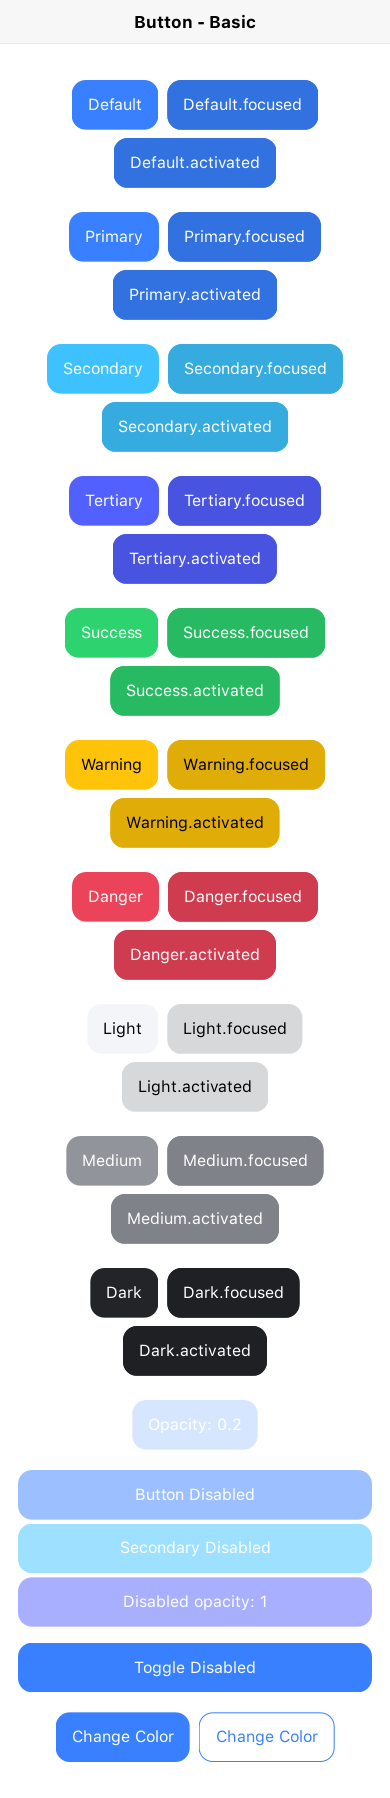 Button - Basic
Default Default.focused
Default.activated
Primary Primary.focused
Primary.activated
Secondary Secondary.focused
Secondary.activated
Tertiary Tertiary.focused
Tertiary.activated
Success Success.focused
Success.activated
Warning Warning.focused
Warning.activated
Danger Danger.focused
Danger.activated
Light Light.focused
Light.activated
Medium Medium.focused
Medium.activated
Dark Dark.focused
Dark.activated
Opacity: 0.2
Button Disabled
Secondary Disabled
Disabled opacity: 1
Toggle Disabled
Change Color Change Color